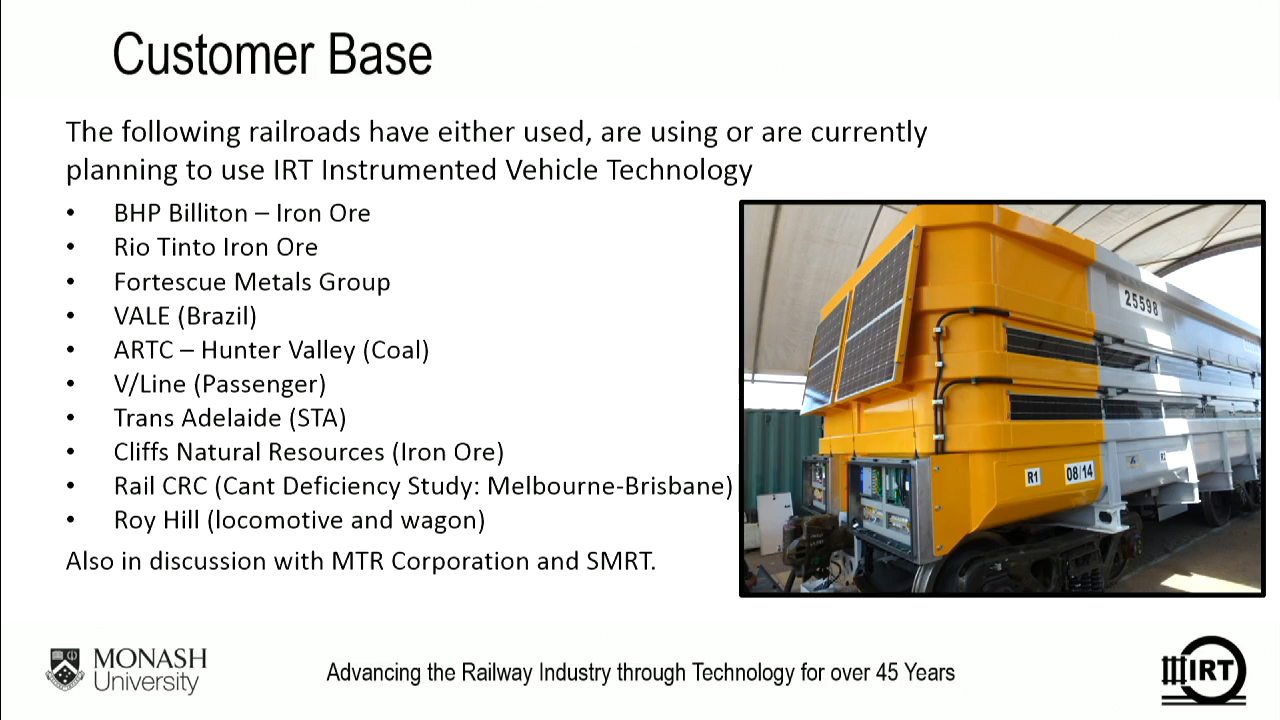 Customer Base
The following railroads have either used, are using or are currently
planning to use IRT Instrumented Vehicle Technology
• BHP Billiton – Iron Ore
• Rio Tinto Iron Ore
• Fortescue Metals Group
• VALE (Brazil)
• ARTC – Hunter Valley (Coal)
• V/Line (Passenger)
• Trans Adelaide (STA)
• Cliffs Natural Resources (Iron Ore)
• Rail CRC (Cant Deficiency Study: Melbourne-Brisbane)
• Roy Hill (locomotive and wagon)
Also in discussion with MTR Corporation and SMRT.
25598
R1
08/14
MONASH
University
Advancing the Railway Industry through Technology for over 45 Years
IRT